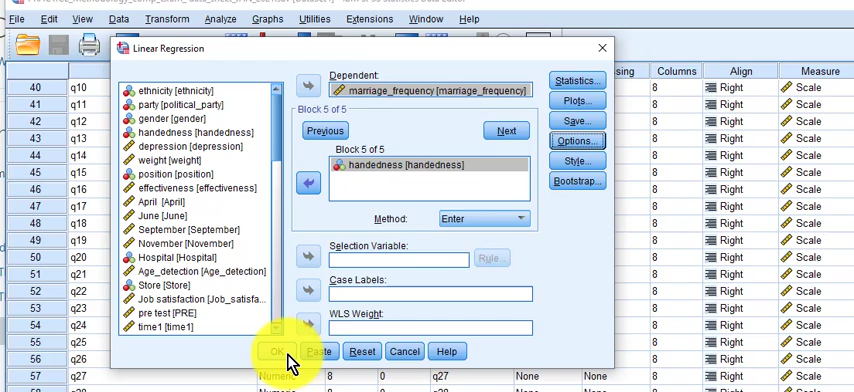 File Edit View Data Transform Analyze Graphs Utilities Extensions Window Help
Linear Regression
Dependent:
marriage_frequency [marriage_frequency]
Block 5 of 5
Previous
Next
Block 5 of 5
handedness [handedness]
Method:
Enter
Selection Variable:
Rule...
Case Labels:
WLS Weight:
OK
Paste
Reset
Cancel
Help
Statistics...
Plots...
Save...
Options...
Style...
Bootstrap...
ethnicity [ethnicity]
party [political_party]
gender [gender]
handedness [handedness]
depression [depression]
weight [weight]
position [position]
effectiveness [effectiveness]
April [April]
June [June]
September [September]
November [November]
Hospital [Hospital]
Age_detection [Age_detection]
Store [Store]
Job satisfaction [Job_satisfa...
pre test [PRE]
time1 [time1]
Columns Align Measure
40 q10 8 Right Scale
41 q11 8 Right Scale
42 q12 8 Right Scale
43 q13 8 Right Scale
44 q14 8 Right Scale
45 q15 8 Right Scale
46 q16 8 Right Scale
47 q17 8 Right Scale
48 q18 8 Right Scale
49 q19 8 Right Scale
50 q20 8 Right Scale
51 q21 8 Right Scale
52 q22 8 Right Scale
53 q23 8 Right Scale
54 q24 8 Right Scale
55 q25 8 Right Scale
56 q26 8 Right Scale
57 q27 Numeric 8 0 q27 None None 8 Right Scale